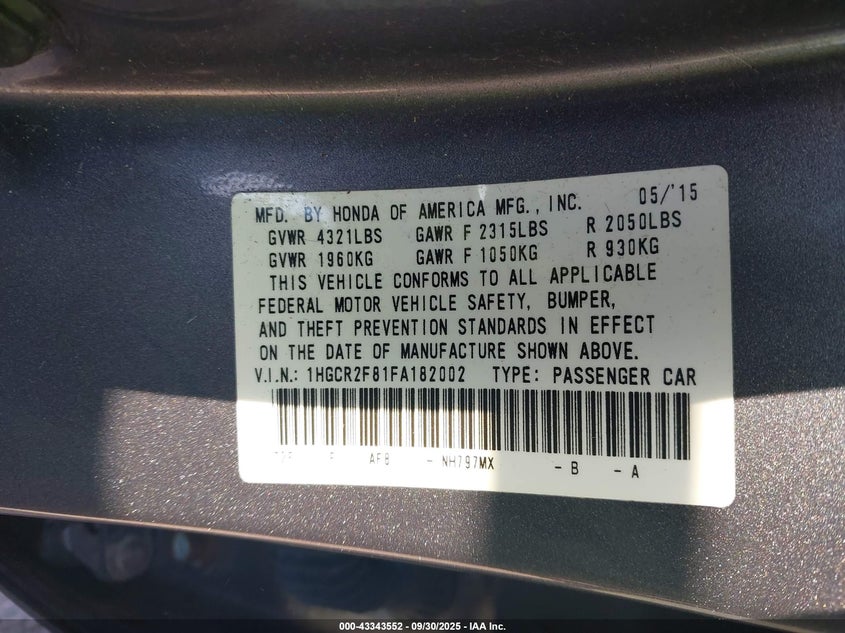 MFD. BY HONDA OF AMERICA MFG., INC. 05/'15
GVWR 4321LBS GAWR F 2315LBS R 2050LBS
GVWR 1960KG GAWR F 1050KG R 930KG
THIS VEHICLE CONFORMS TO ALL APPLICABLE
FEDERAL MOTOR VEHICLE SAFETY, BUMPER,
AND THEFT PREVENTION STANDARDS IN EFFECT
ON THE DATE OF MANUFACTURE SHOWN ABOVE.
V.I.N.: 1HGCR2F81FA182002 TYPE: PASSENGER CAR
- NH797MX - B - A
000-43343552 - 09/30/2025 - IAA Inc.